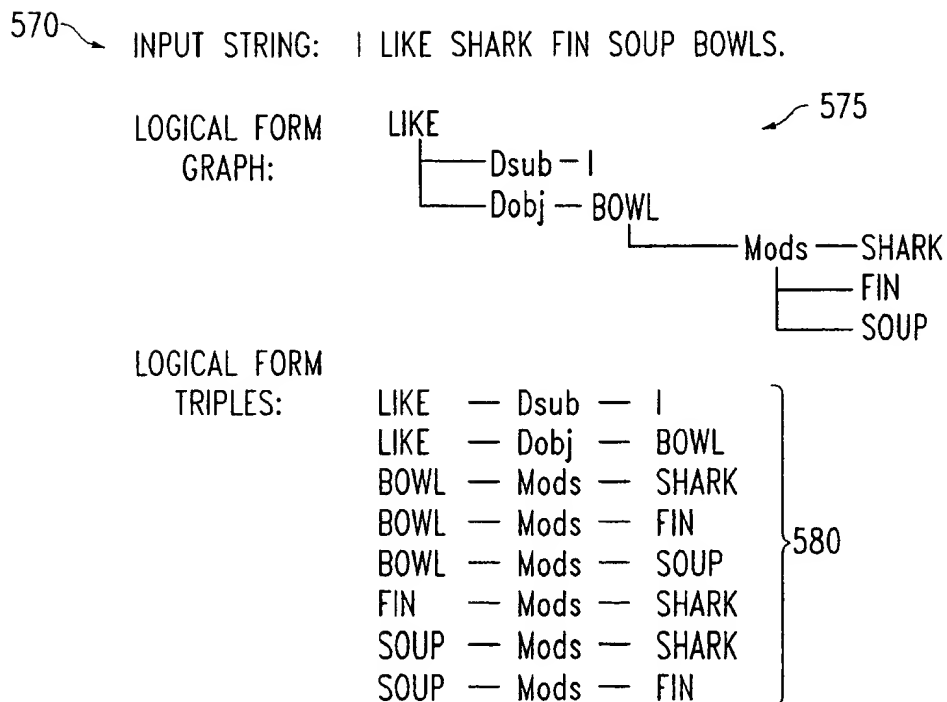 570
INPUT STRING: I LIKE SHARK FIN SOUP BOWLS.
575
LOGICAL FORM GRAPH:
LIKE
Dsub — I
Dobj — BOWL
Mods — SHARK
FIN
SOUP
LOGICAL FORM TRIPLES:
LIKE — Dsub — I
LIKE — Dobj — BOWL
BOWL — Mods — SHARK
BOWL — Mods — FIN
BOWL — Mods — SOUP
FIN — Mods — SHARK
SOUP — Mods — SHARK
SOUP — Mods — FIN
580